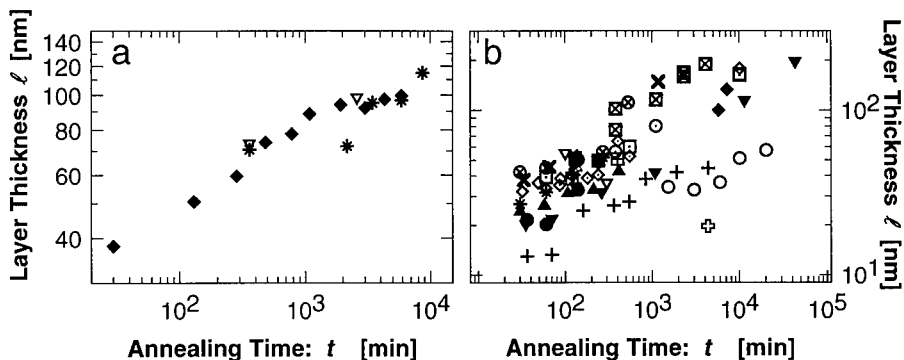 a
Layer Thickness ℓ [nm]
140
120
100
80
60
40
10²
10³
10⁴
Annealing Time: t [min]
b
Layer Thickness ℓ [nm]
10²
10¹
10²
10³
10⁴
10⁵
Annealing Time: t [min]